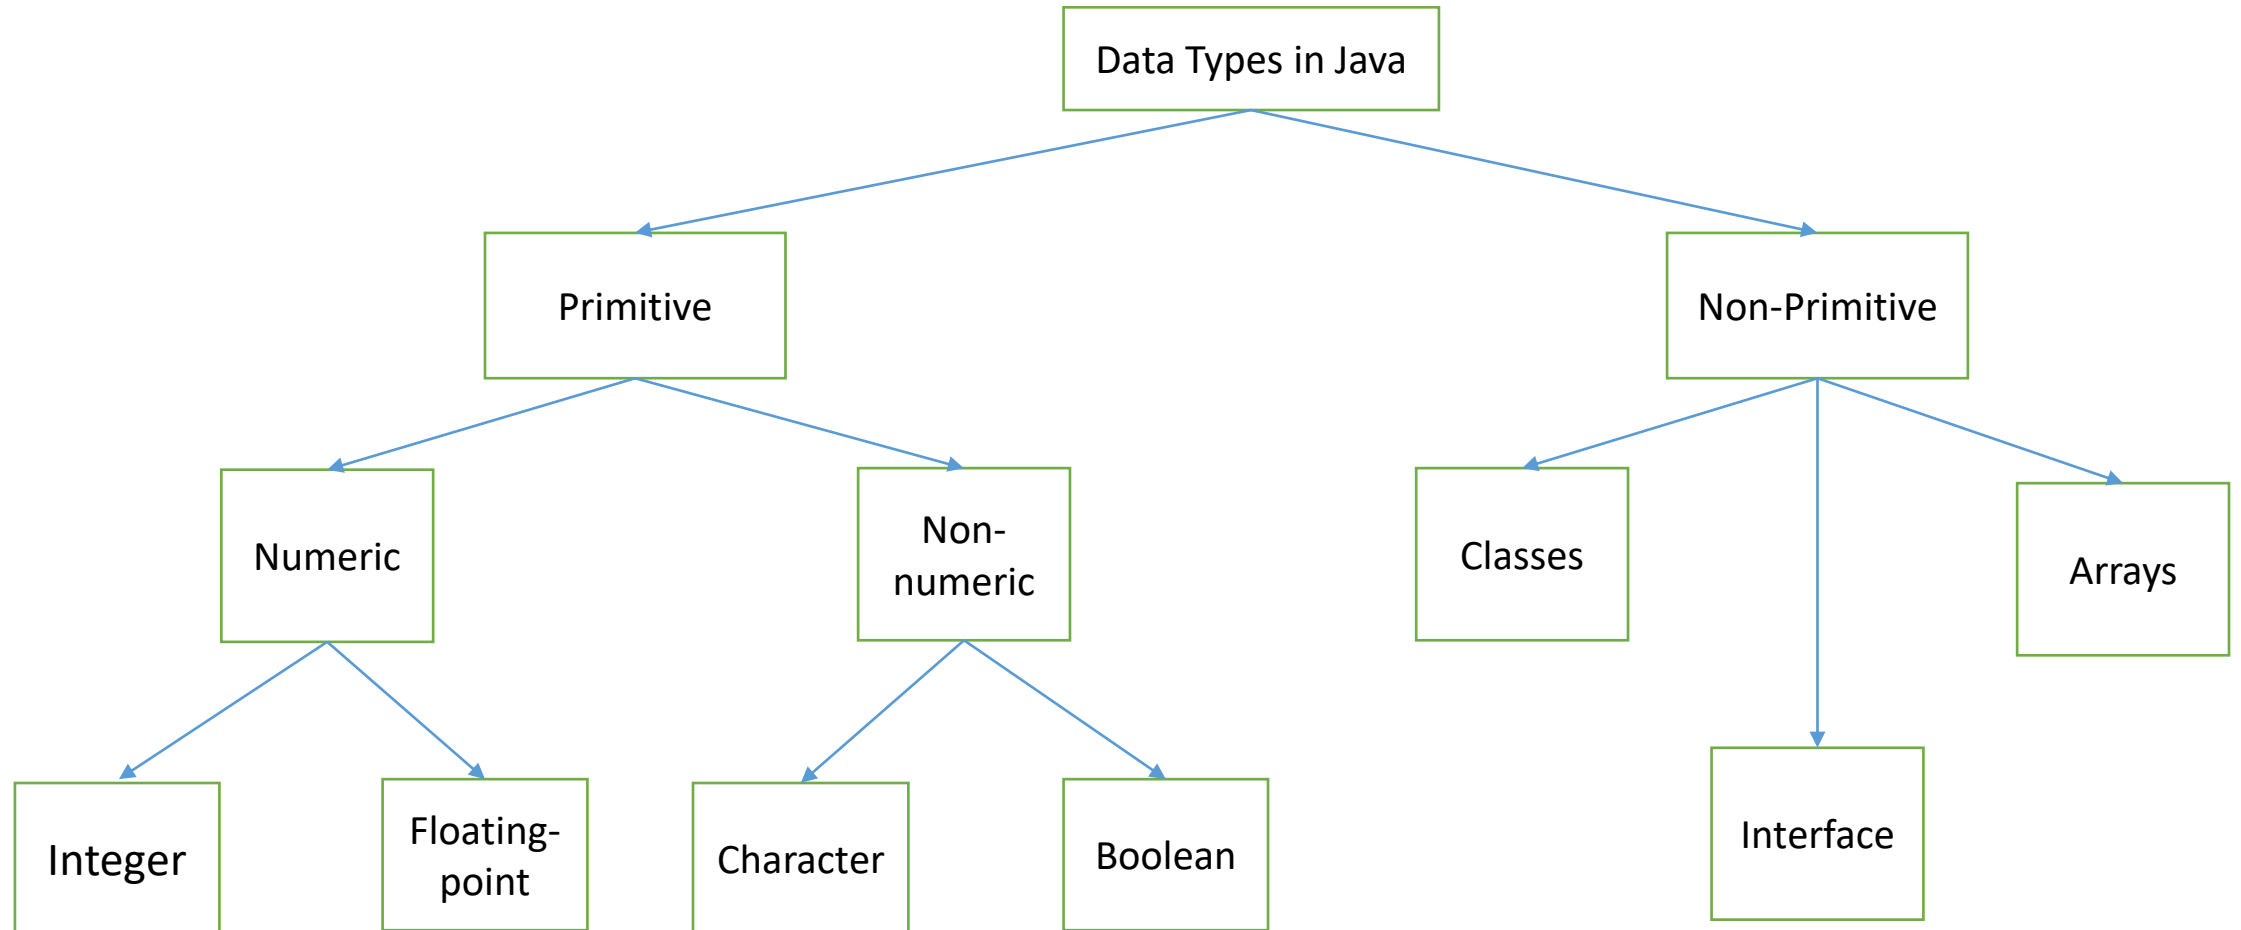 Data Types in Java
Primitive
Non-Primitive
Numeric
Non-
numeric
Classes
Arrays
Integer
Floating-
point
Character
Boolean
Interface